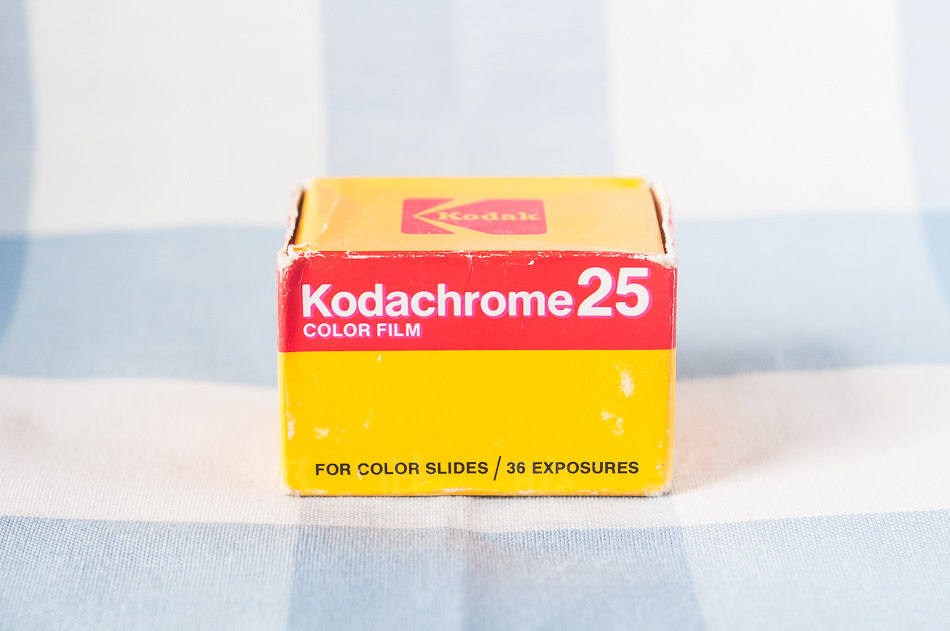 Kodak
Kodachrome 25
COLOR FILM
FOR COLOR SLIDES / 36 EXPOSURES